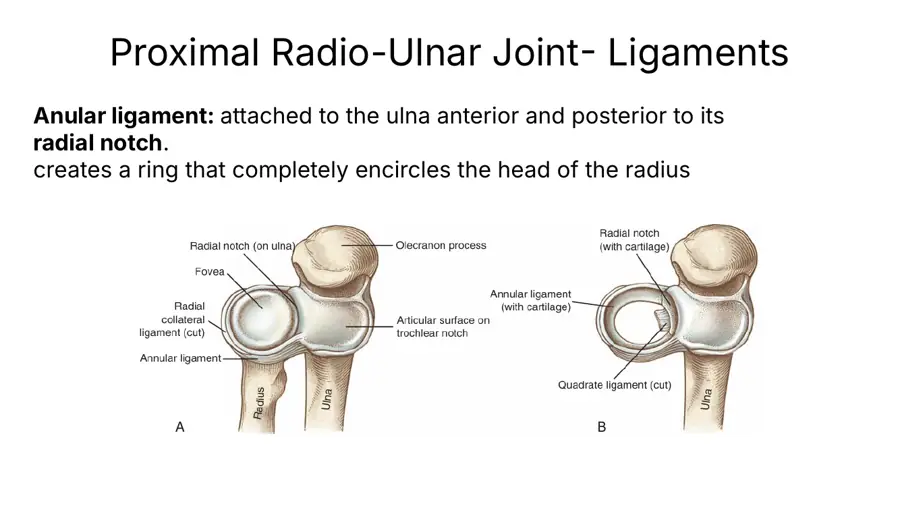 Proximal Radio-Ulnar Joint- Ligaments
Anular ligament: attached to the ulna anterior and posterior to its
radial notch.
creates a ring that completely encircles the head of the radius
Radial notch (on ulna)
Olecranon process
Fovea
Radial
collateral
ligament (cut)
Articular surface on
trochlear notch
Annular ligament
Radius
Ulna
A
Radial notch
(with cartilage)
Annular ligament
(with cartilage)
Quadrate ligament (cut)
Ulna
B